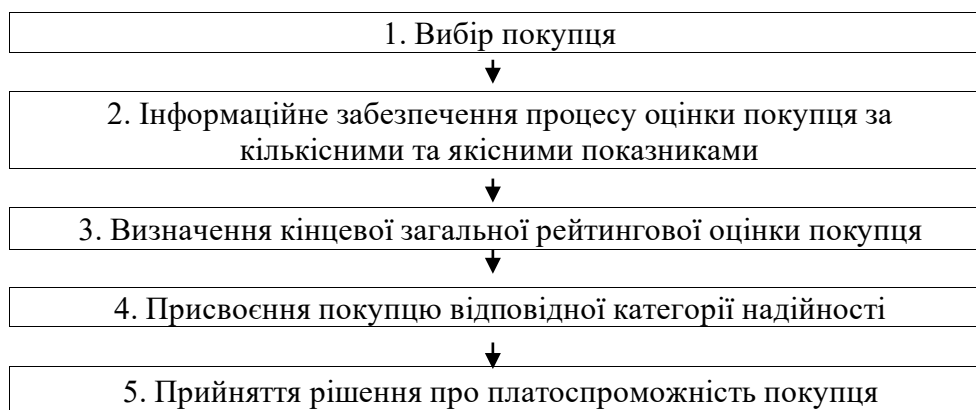 1. Вибір покупця
2. Інформаційне забезпечення процесу оцінки покупця за
кількісними та якісними показниками
3. Визначення кінцевої загальної рейтингової оцінки покупця
4. Присвоєння покупцю відповідної категорії надійності
5. Прийняття рішення про платоспроможність покупця